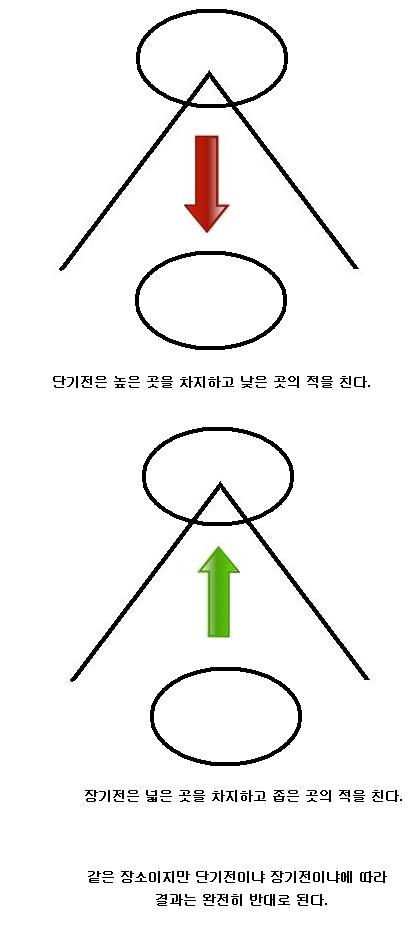 단기전은 높은 곳을 차지하고 낮은 곳의 적을 친다.
장기전은 넓은 곳을 차지하고 좁은 곳의 적을 친다.
같은 장소이지만 단기전이냐 장기전이냐에 따라
결과는 완전히 반대로 된다.